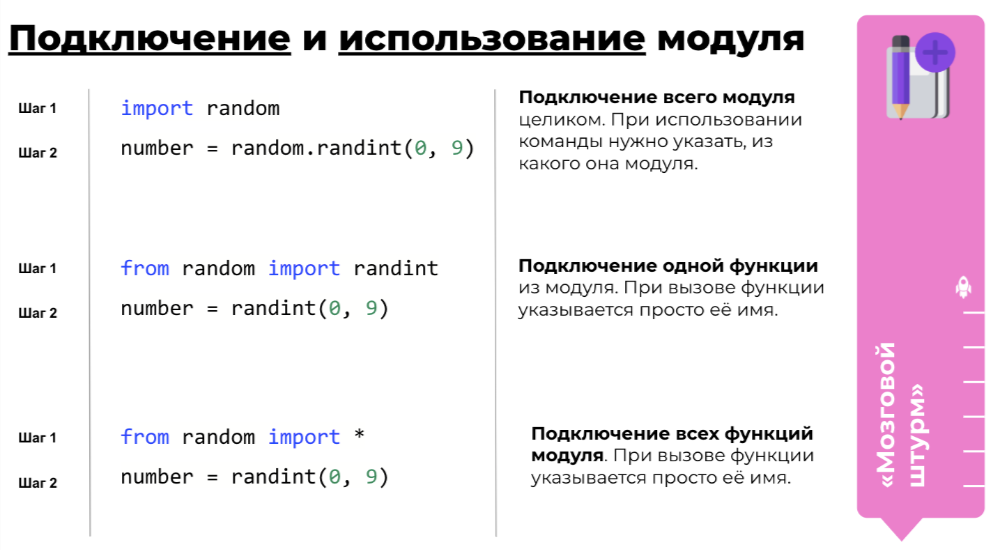 Подключение и использование модуля
Шаг 1
import random
Шаг 2
number = random.randint(0, 9)
Подключение всего модуля
целиком. При использовании
команды нужно указать, из
какого она модуля.
Шаг 1
from random import randint
Шаг 2
number = randint(0, 9)
Подключение одной функции
из модуля. При вызове функции
указывается просто её имя.
Шаг 1
from random import *
Шаг 2
number = randint(0, 9)
Подключение всех функций
модуля. При вызове функции
указывается просто её имя.
«Мозговой
штурм»